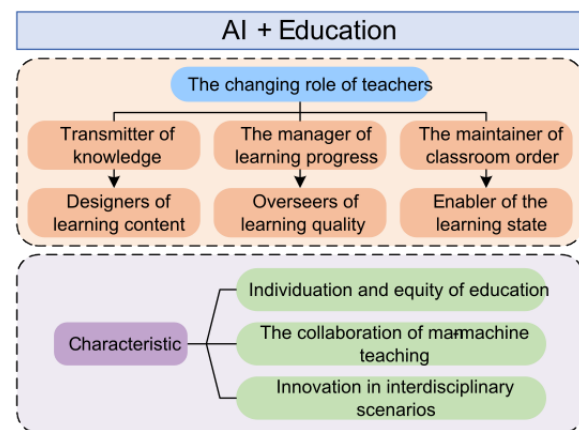 AI + Education
The changing role of teachers
Transmitter of
knowledge
The manager of
learning progress
The maintainer of
classroom order
Designers of
learning content
Overseers of
learning quality
Enabler of the
learning state
Characteristic
Individuation and equity of education
The collaboration of ma-machine
teaching
Innovation in interdisciplinary
scenarios